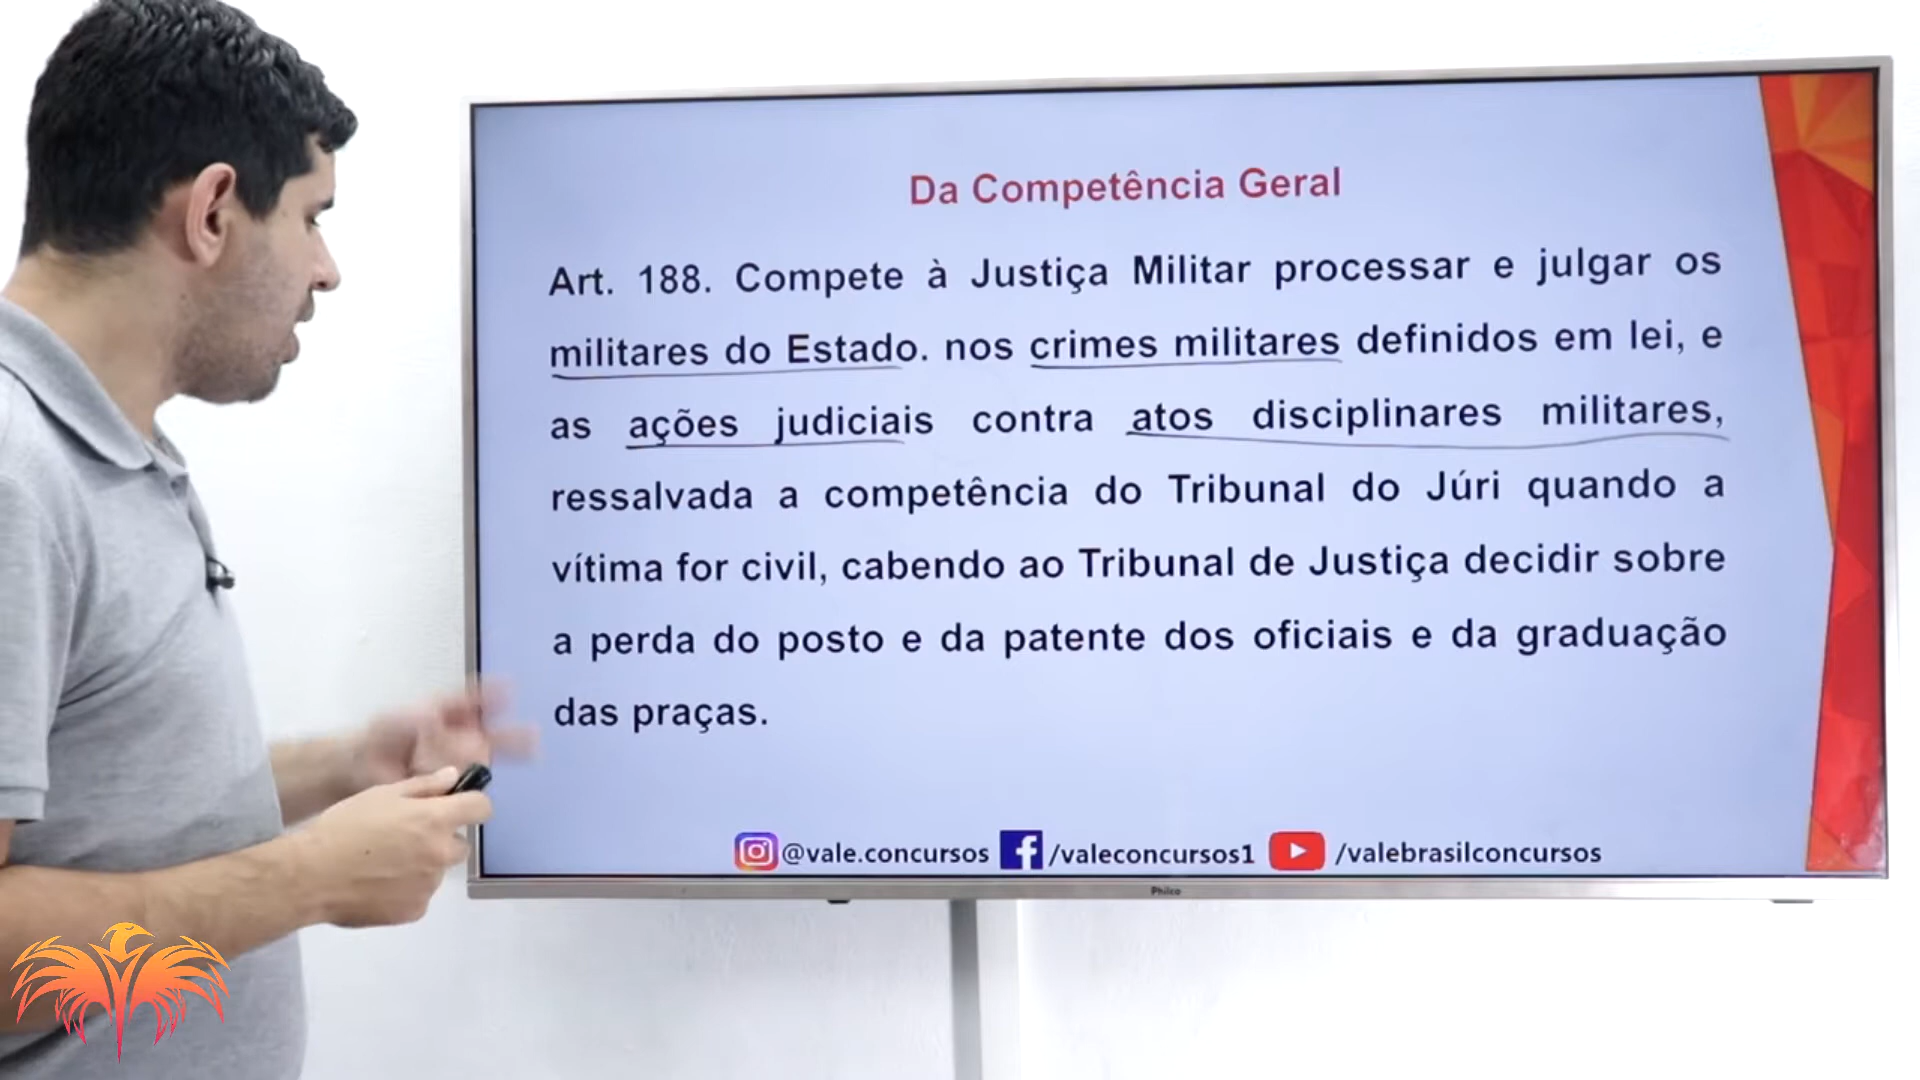 Da Competência Geral
Art. 188. Compete à Justiça Militar processar e julgar os
militares do Estado. nos crimes militares definidos em lei, e
as ações judiciais contra atos disciplinares militares,
ressalvada a competência do Tribunal do Júri quando a
vítima for civil, cabendo ao Tribunal de Justiça decidir sobre
a perda do posto e da patente dos oficiais e da graduação
das praças.
@vale.concursos /valeconcursos1 /valebrasilconcursos
Philco